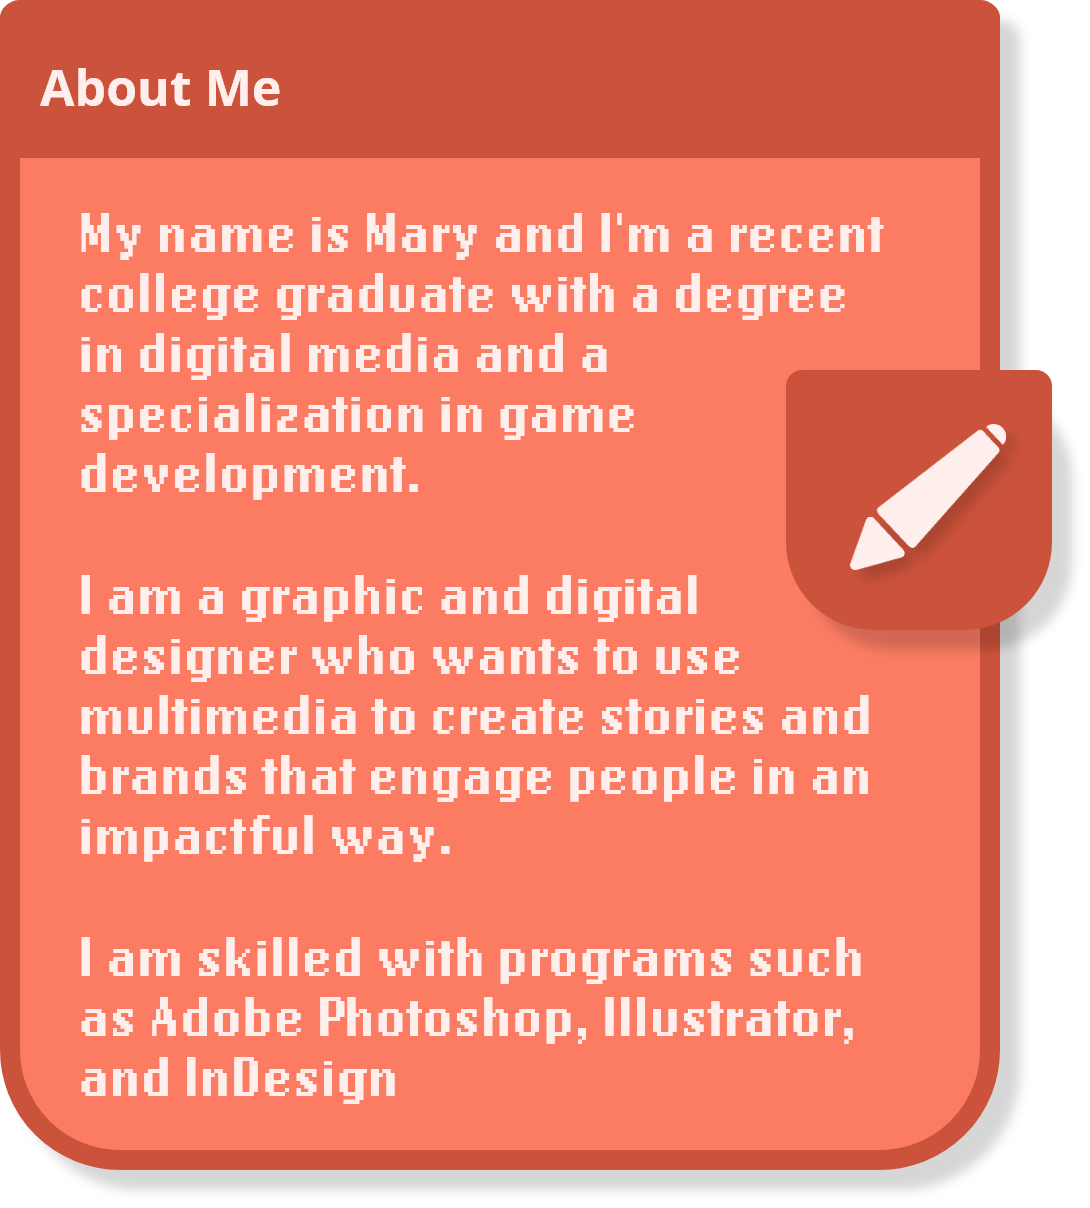 About Me
My name is Mary and I'm a recent
college graduate with a degree
in digital media and a
specialization in game
development.
I am a graphic and digital
designer who wants to use
multimedia to create stories and
brands that engage people in an
impactful way.
I am skilled with programs such
as Adobe Photoshop, Illustrator,
and InDesign